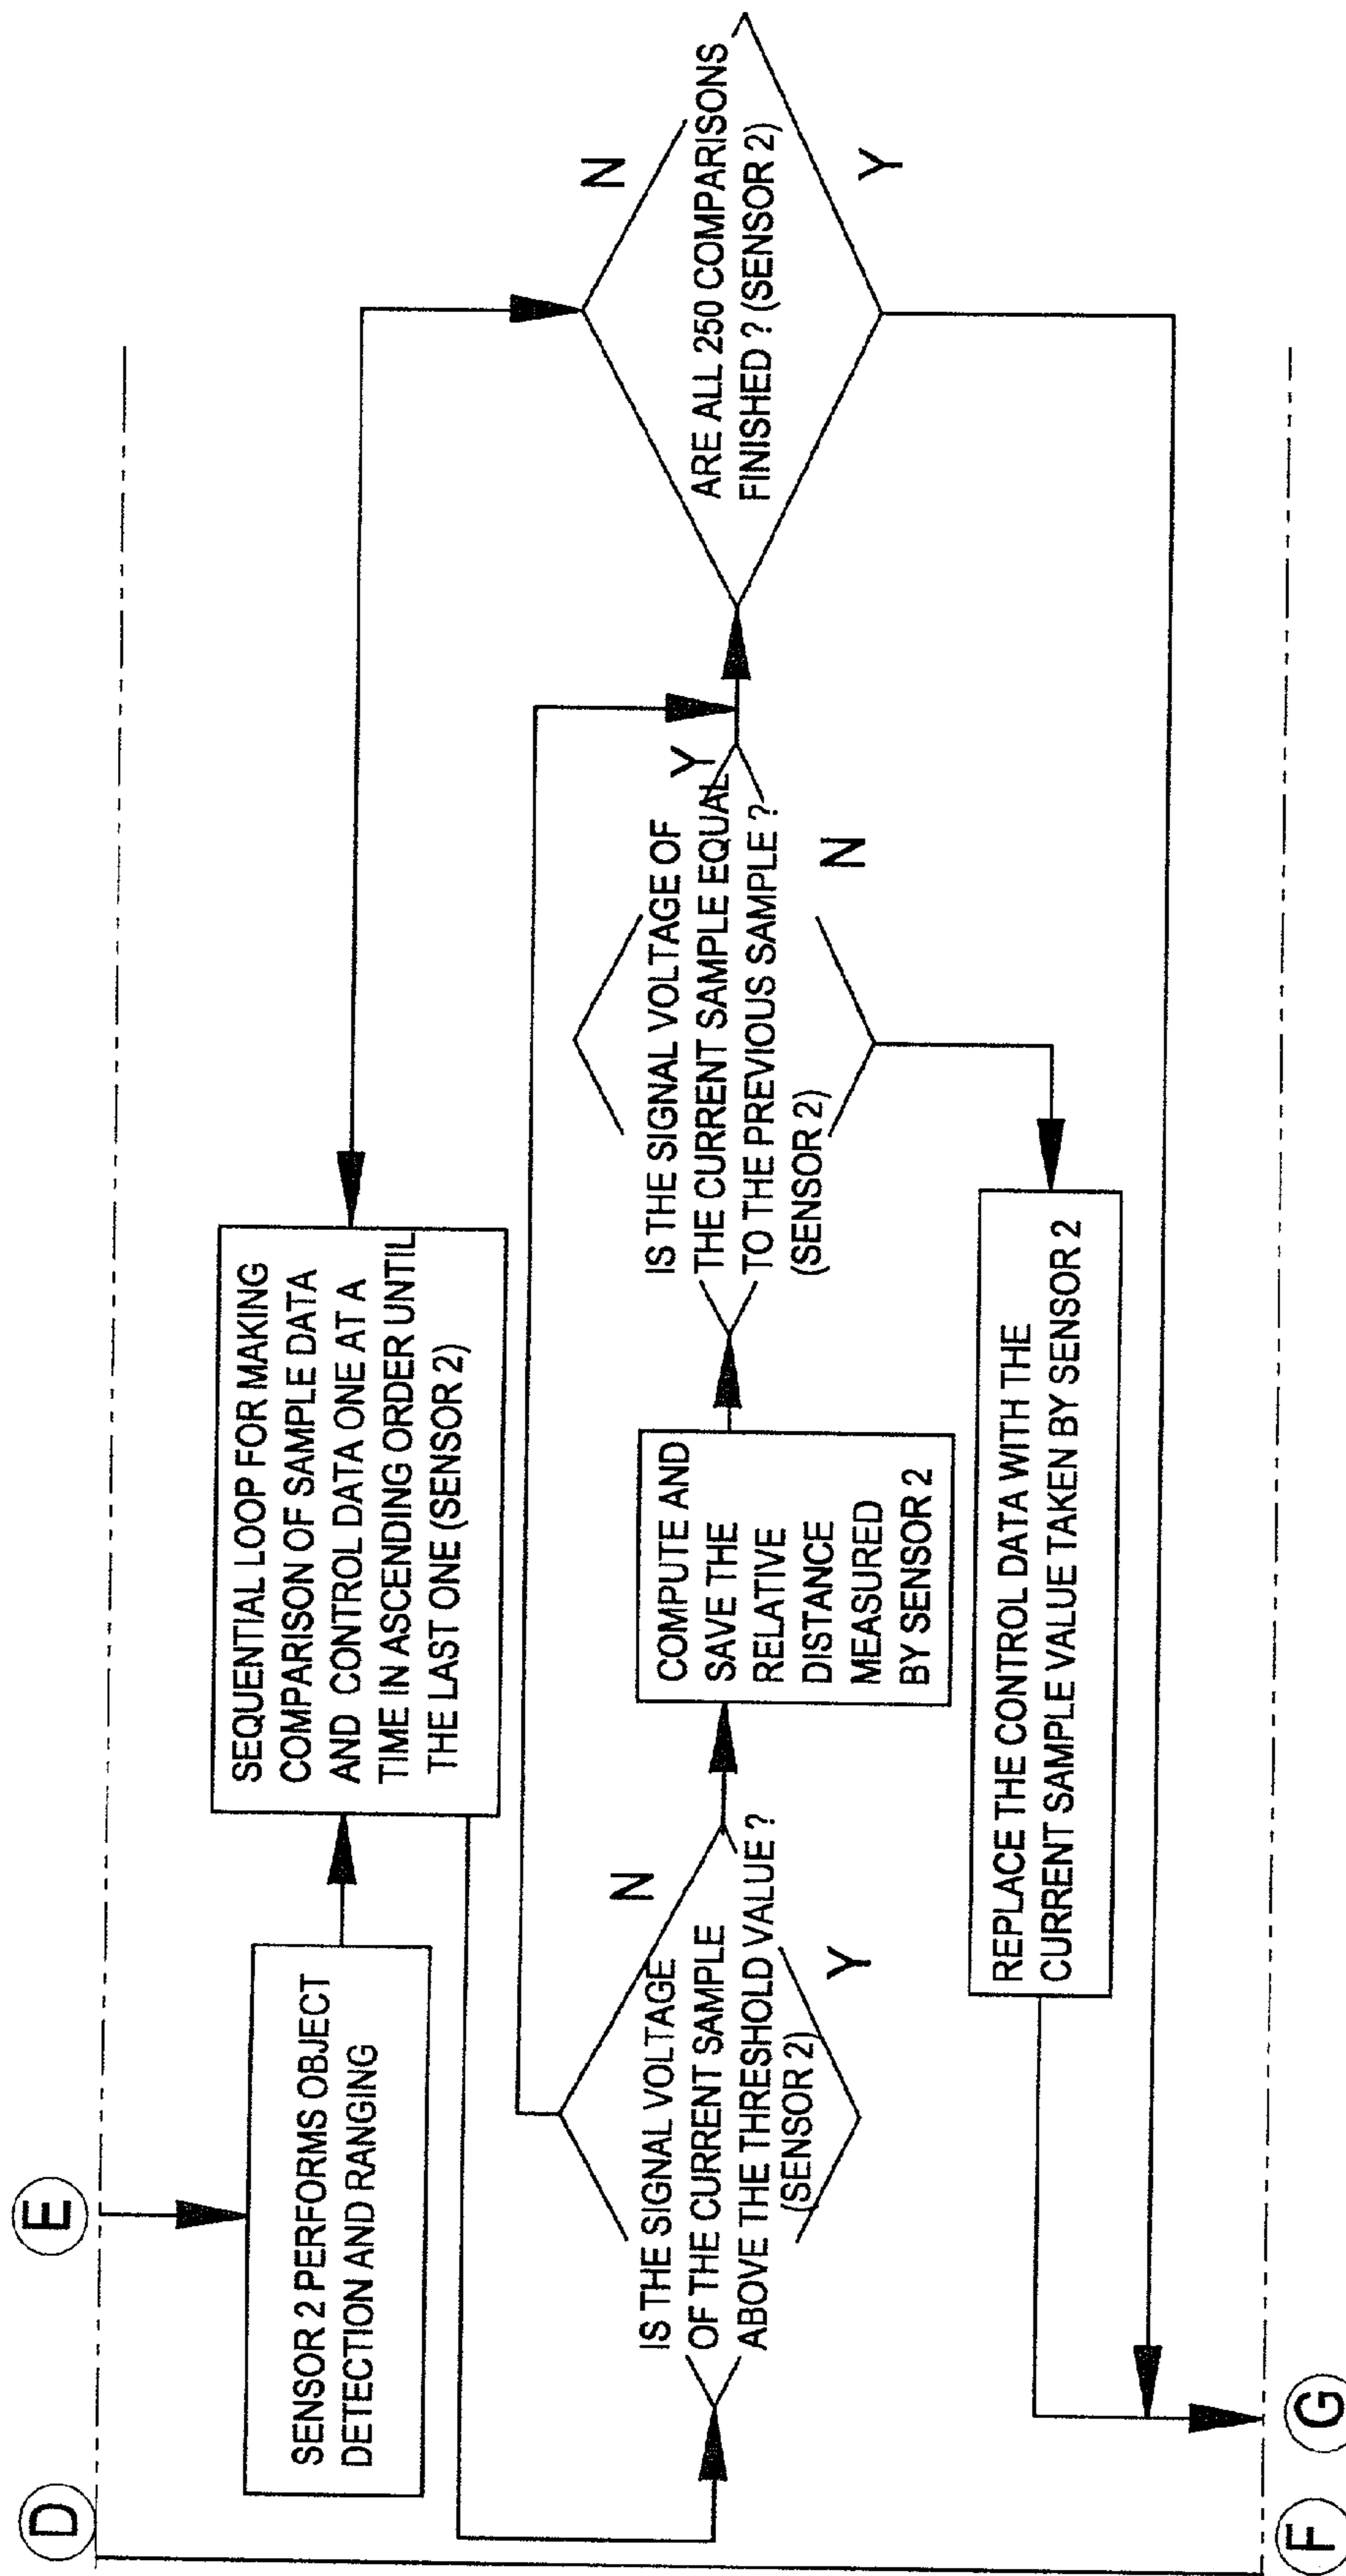 D
E
SENSOR 2 PERFORMS OBJECT
DETECTION AND RANGING
SEQUENTIAL LOOP FOR MAKING
COMPARISON OF SAMPLE DATA
AND CONTROL DATA ONE AT A
TIME IN ASCENDING ORDER UNTIL
THE LAST ONE (SENSOR 2)
IS THE SIGNAL VOLTAGE
OF THE CURRENT SAMPLE
ABOVE THE THRESHOLD VALUE ?
(SENSOR 2)
N
Y
COMPUTE AND
SAVE THE
RELATIVE
DISTANCE
MEASURED
BY SENSOR 2
IS THE SIGNAL VOLTAGE OF
THE CURRENT SAMPLE EQUAL
TO THE PREVIOUS SAMPLE ?
(SENSOR 2)
Y
N
ARE ALL 250 COMPARISONS
FINISHED ? (SENSOR 2)
N
Y
REPLACE THE CONTROL DATA WITH THE
CURRENT SAMPLE VALUE TAKEN BY SENSOR 2
F
G